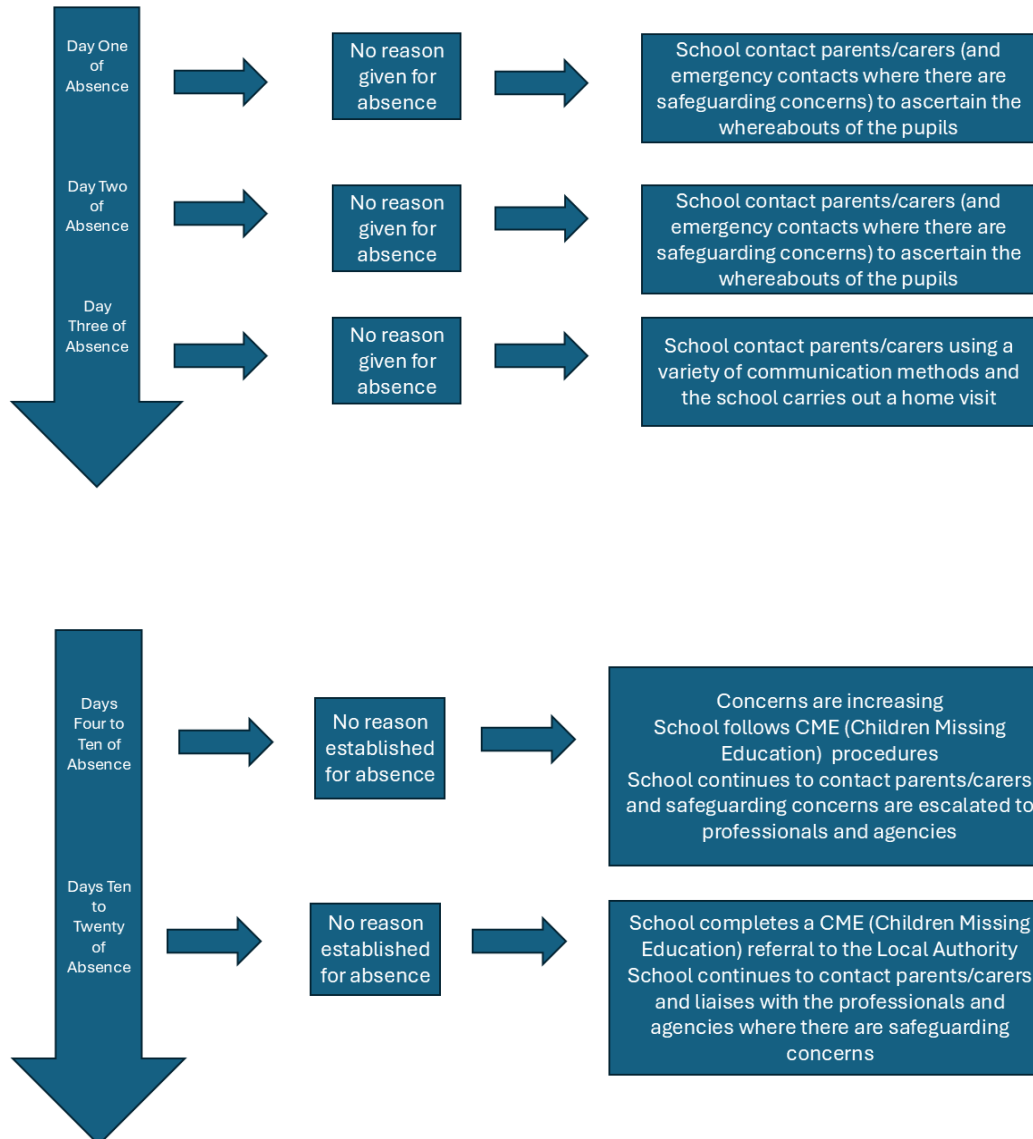 Day One
of
Absence
No reason
given for
absence
School contact parents/carers (and
emergency contacts where there are
safeguarding concerns) to ascertain the
whereabouts of the pupils
Day Two
of
Absence
No reason
given for
absence
School contact parents/carers (and
emergency contacts where there are
safeguarding concerns) to ascertain the
whereabouts of the pupils
Day
Three of
Absence
No reason
given for
absence
School contact parents/carers using a
variety of communication methods and
the school carries out a home visit
Days
Four to
Ten of
Absence
No reason
established
for absence
Concerns are increasing
School follows CME (Children Missing
Education) procedures
School continues to contact parents/carers
and safeguarding concerns are escalated to
professionals and agencies
Days Ten
to
Twenty
of
Absence
No reason
established
for absence
School completes a CME (Children Missing
Education) referral to the Local Authority
School continues to contact parents/carers
and liaises with the professionals and
agencies where there are safeguarding
concerns